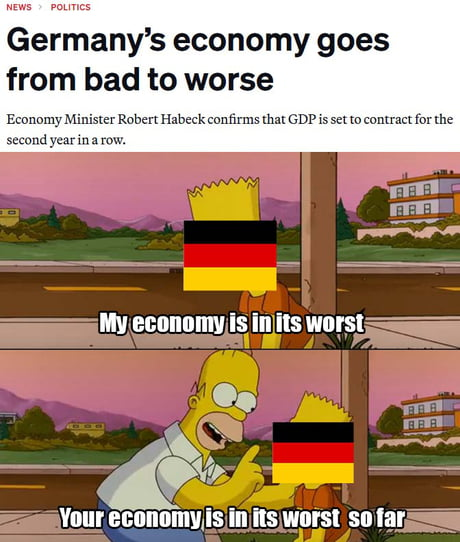 NEWS > POLITICS
Germany's economy goes
from bad to worse
Economy Minister Robert Habeck confirms that GDP is set to contract for the
second year in a row.
My economy is in its worst
Your economy is in its worst so far